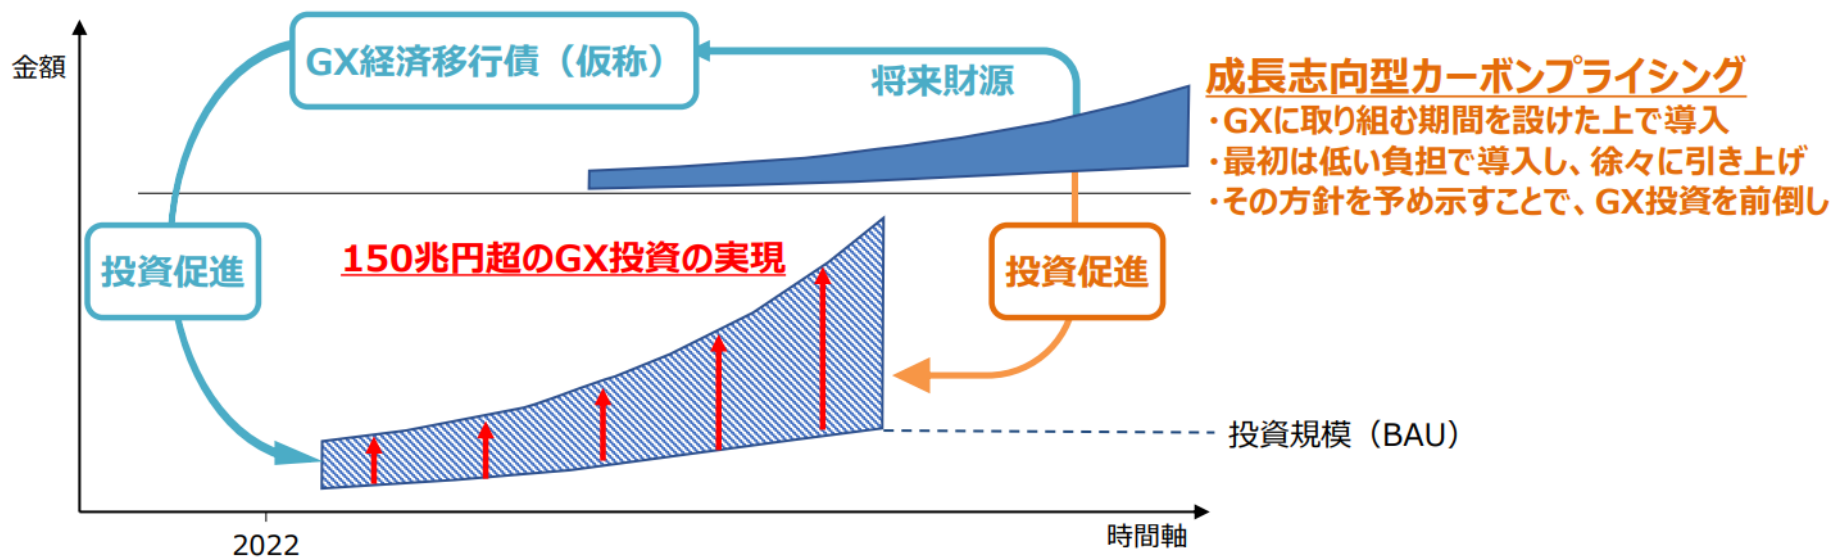 金額
GX経済移行債（仮称）
将来財源
成長志向型カーボンプライシング
・GXに取り組む期間を設けた上で導入
・最初は低い負担で導入し、徐々に引き上げ
・その方針を予め示すことで、GX投資を前倒し
投資促進
150兆円超のGX投資の実現
投資促進
投資規模（BAU）
2022
時間軸